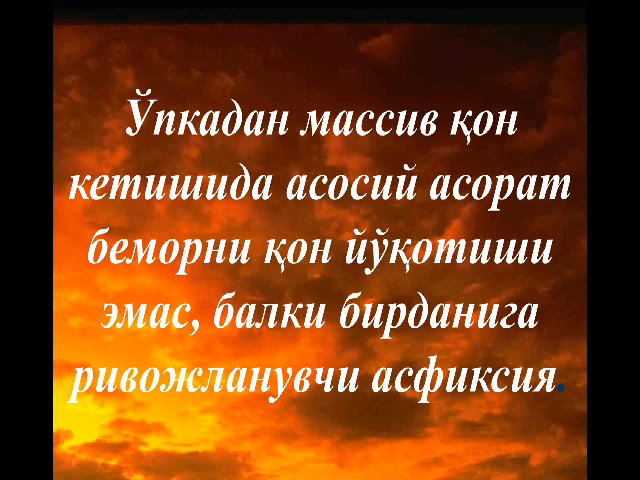 Ўпкадан массив қон
кетишида асосий асорат
беморни қон йўқотиши
эмас, балки бирданига
ривожланувчи асфиксия.